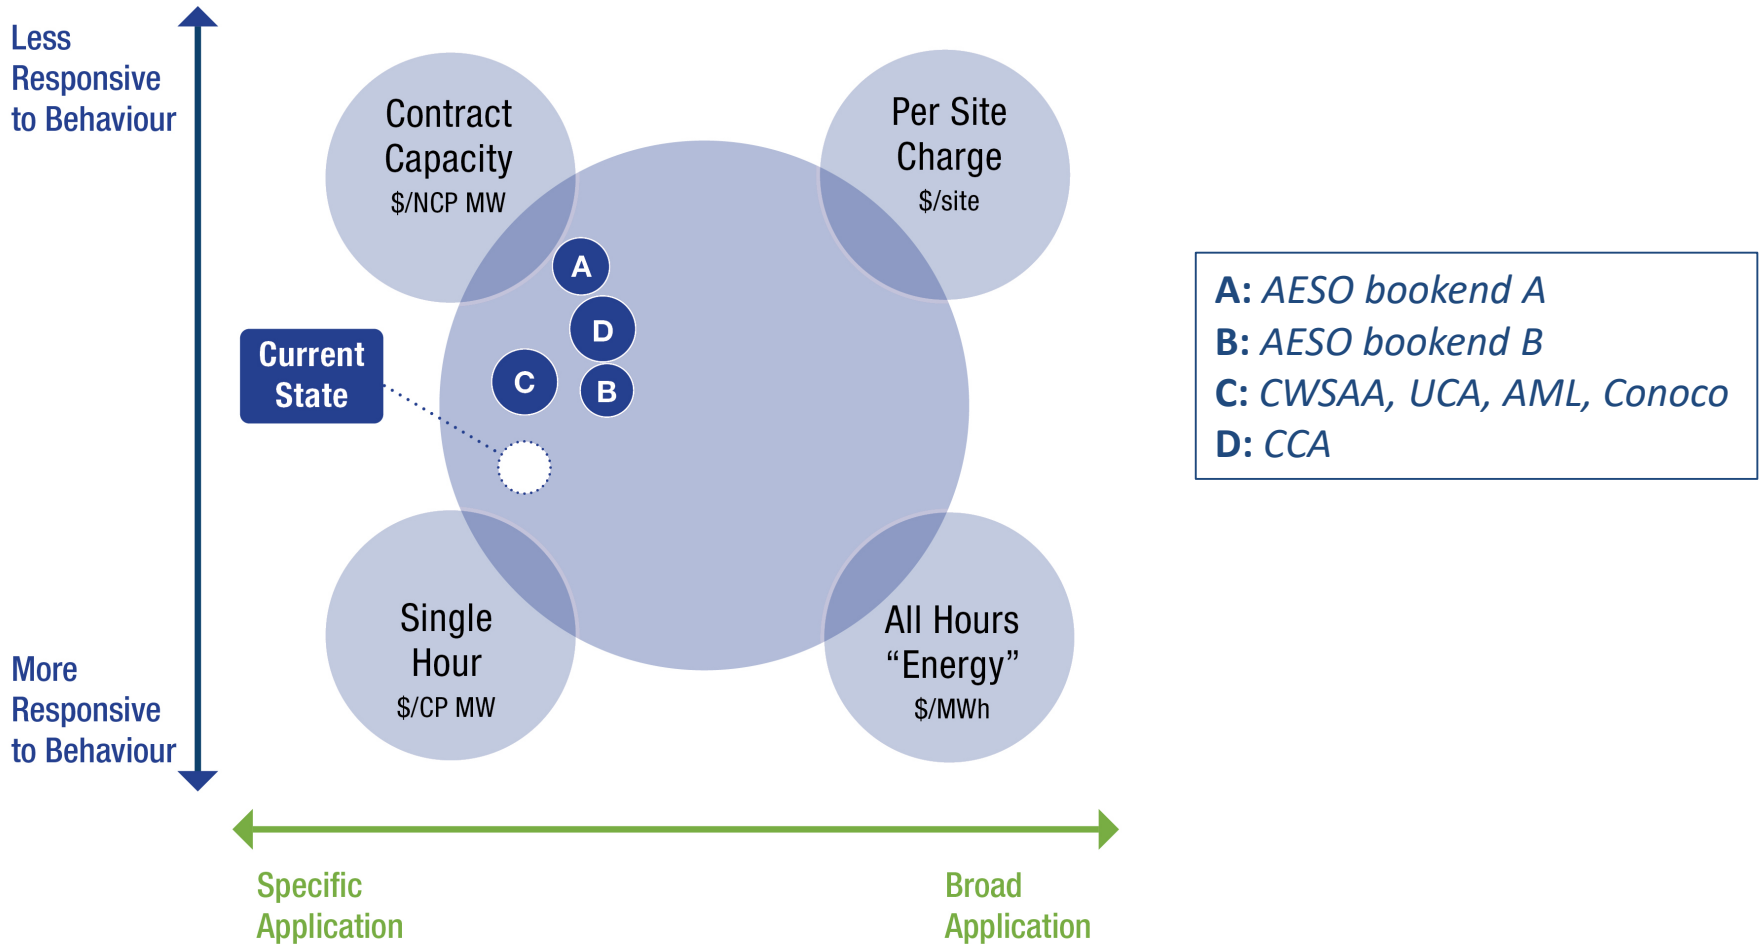 Less
Responsive
to Behaviour
Contract
Capacity
$/NCP MW
Per Site
Charge
$/site
A
D
C
B
Current
State
A: AESO bookend A
B: AESO bookend B
C: CWSAA, UCA, AML, Conoco
D: CCA
Single
Hour
$/CP MW
All Hours
“Energy”
$/MWh
More
Responsive
to Behaviour
Specific
Application
Broad
Application